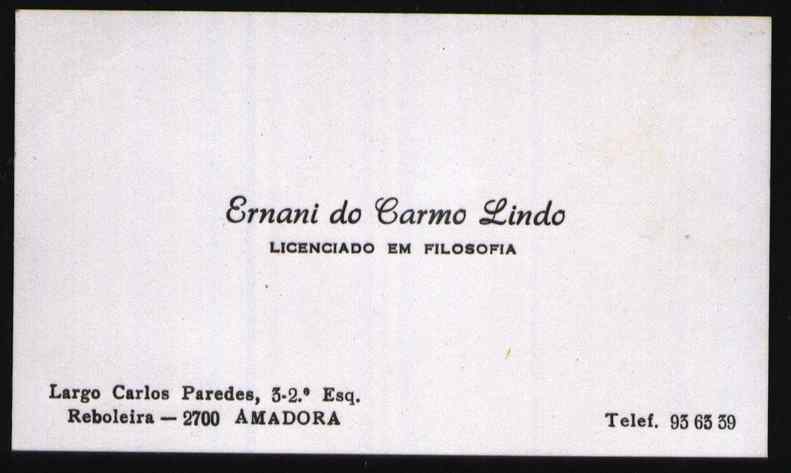 Ernani do Carmo Lindo
LICENCIADO EM FILOSOFIA
Largo Carlos Paredes, 3-2.º Esq.
Reboleira — 2700 AMADORA
Telef. 93 63 39